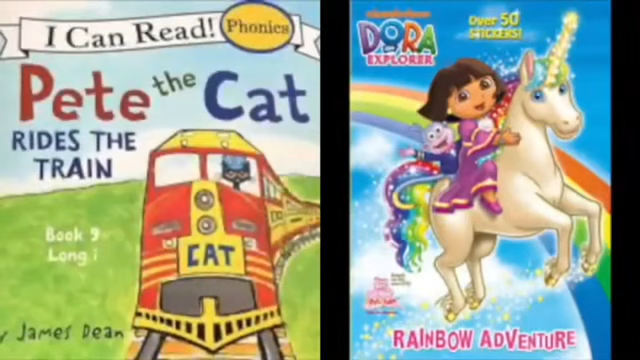 I Can Read!
Phonics
Pete the Cat
RIDES THE
TRAIN
Book 9
Long i
CAT
y James Dean
DORA
the
EXPLORER
Over 50
STICKERS!
RAINBOW ADVENTURE